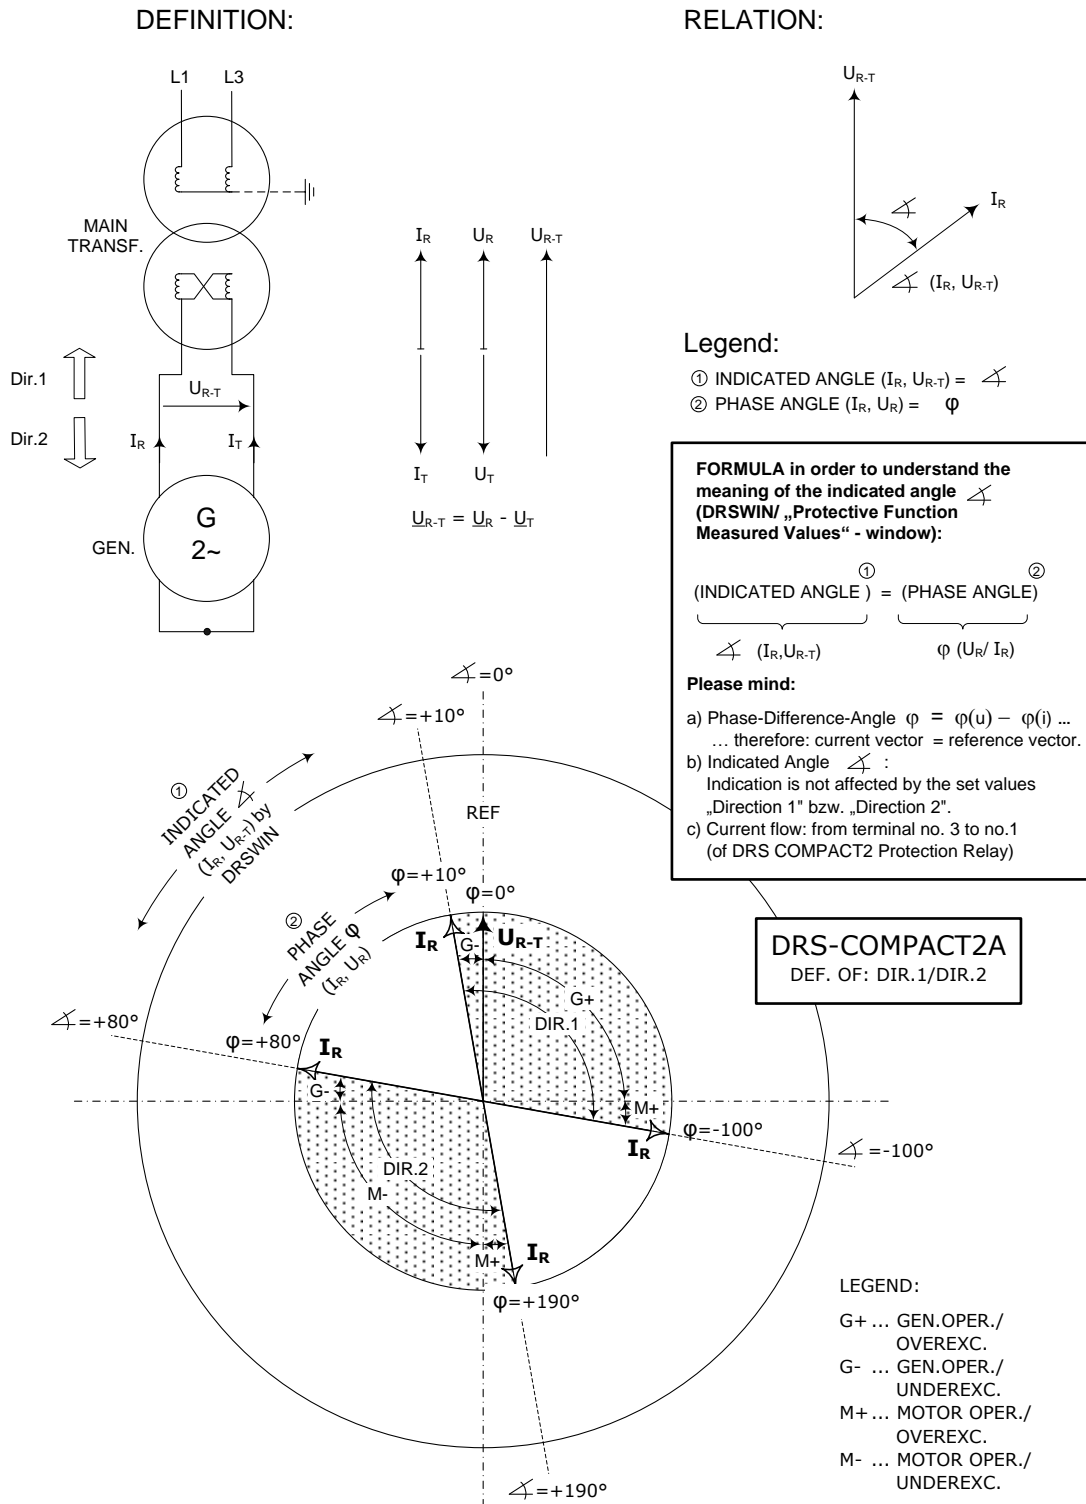 DEFINITION:
RELATION:
L1
L3
MAIN
TRANSF.
Dir.1
Dir.2
U_R-T
I_R
I_T
G
2~
GEN.
I_R
U_R
U_R-T
I_T
U_T
U_R-T = U_R - U_T
U_R-T
I_R
∢
∢ (I_R, U_R-T)
Legend:
① INDICATED ANGLE (I_R, U_R-T) = ∢
② PHASE ANGLE (I_R, U_R) = φ
FORMULA in order to understand the
meaning of the indicated angle ∢
(DRSWIN/ „Protective Function
Measured Values“ - window):
(INDICATED ANGLE )① = (PHASE ANGLE)②
∢ (I_R,U_R-T)
φ (U_R/ I_R)
Please mind:
a) Phase-Difference-Angle φ = φ(u) − φ(i) ...
... therefore: current vector = reference vector.
b) Indicated Angle ∢ :
Indication is not affected by the set values
„Direction 1" bzw. „Direction 2".
c) Current flow: from terminal no. 3 to no.1
(of DRS COMPACT2 Protection Relay)
DRS-COMPACT2A
DEF. OF: DIR.1/DIR.2
∢=0°
∢=+10°
①
INDICATED
ANGLE ∢
(I_R, U_R-T) by
DRSWIN
REF
φ=+10°
φ=0°
②
PHASE
ANGLE φ
(I_R, U_R)
I_R
G-
U_R-T
G+
DIR.1
∢=+80°
φ=+80°
I_R
G-
M+
I_R
φ=-100°
∢=-100°
DIR.2
M-
M+
I_R
φ=+190°
∢=+190°
LEGEND:
G+ ... GEN.OPER./
OVEREXC.
G- ... GEN.OPER./
UNDEREXC.
M+ ... MOTOR OPER./
OVEREXC.
M- ... MOTOR OPER./
UNDEREXC.